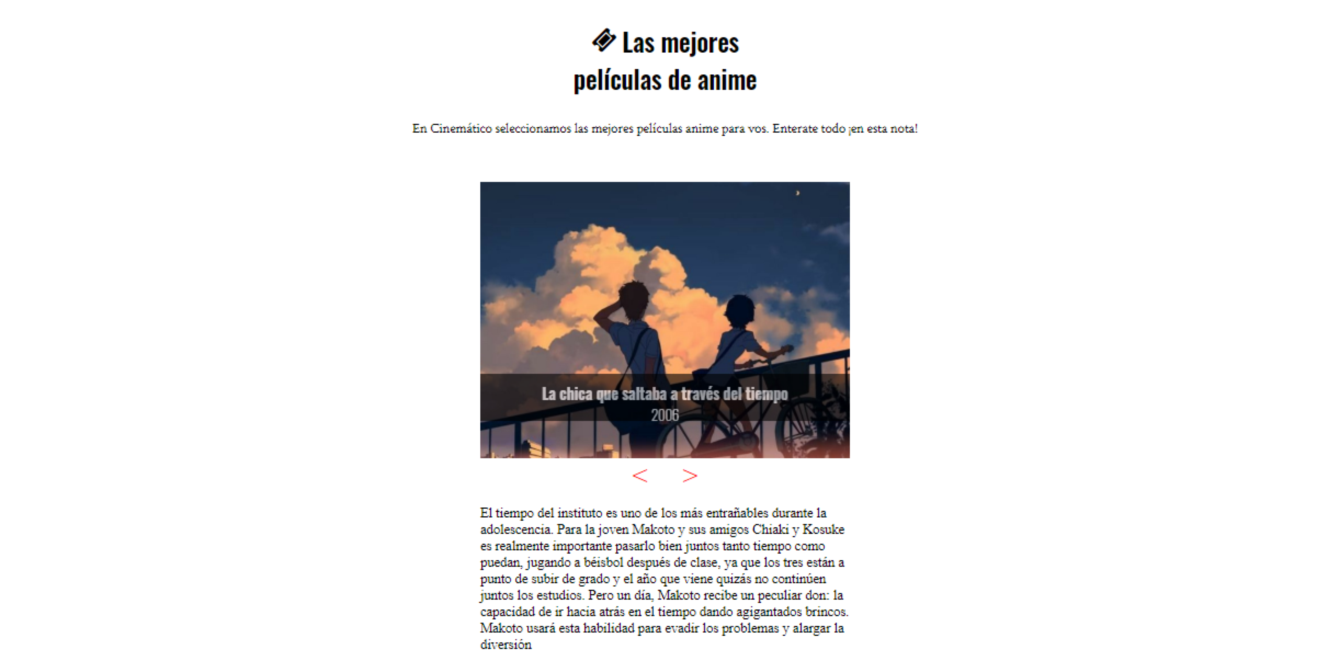 Las mejores
películas de anime
En Cinemático seleccionamos las mejores películas anime para vos. Enterate todo ¡en esta nota!
La chica que saltaba a través del tiempo
2006
< >
El tiempo del instituto es uno de los más entrañables durante la
adolescencia. Para la joven Makoto y sus amigos Chiaki y Kosuke
es realmente importante pasarlo bien juntos tanto tiempo como
puedan, jugando a béisbol después de clase, ya que los tres están a
punto de subir de grado y el año que viene quizás no continúen
juntos los estudios. Pero un día, Makoto recibe un peculiar don: la
capacidad de ir hacia atrás en el tiempo dando agigantados brincos.
Makoto usará esta habilidad para evadir los problemas y alargar la
diversión